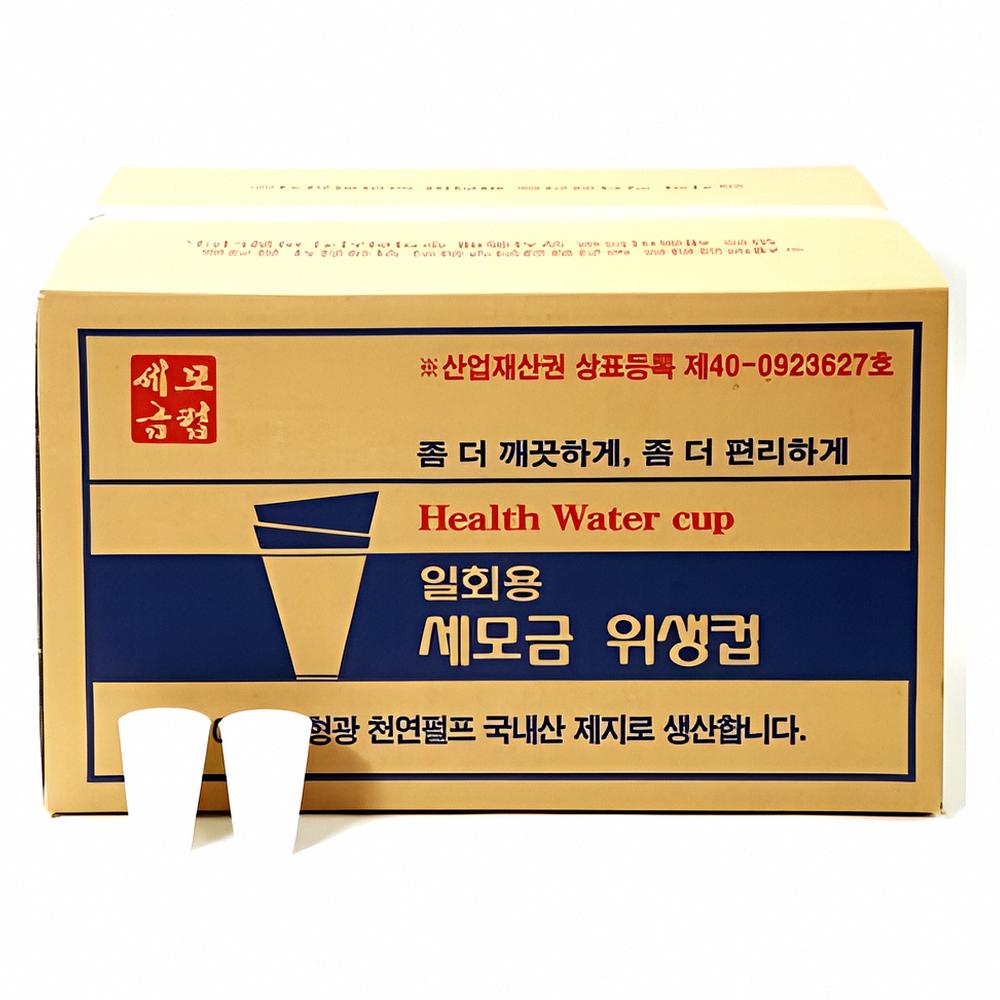 세모
금컵
※산업재산권 상표등록 제40-0923627호
좀 더 깨끗하게, 좀 더 편리하게
Health Water cup
일회용
세모금 위생컵
천연펄프 국내산 제지로 생산합니다.